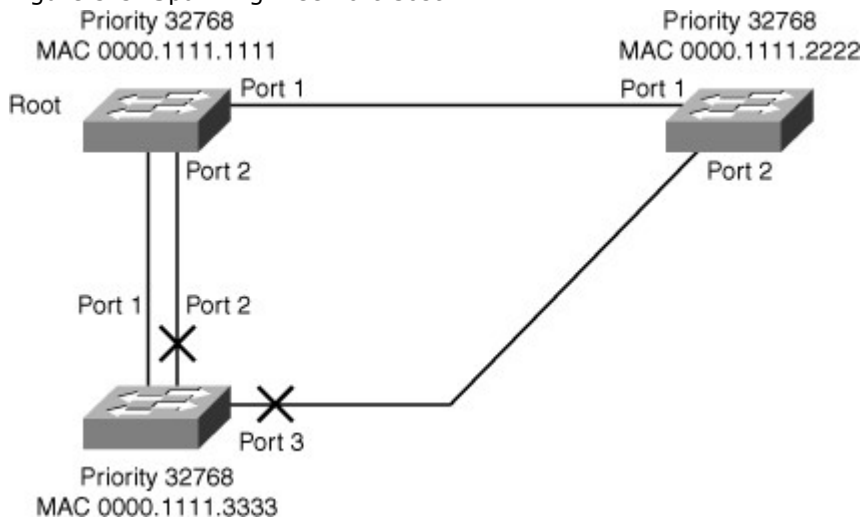 Priority 32768
MAC 0000.1111.1111
Priority 32768
MAC 0000.1111.2222
Root
Port 1
Port 1
Port 2
Port 2
Port 1
Port 2
Port 3
Priority 32768
MAC 0000.1111.3333